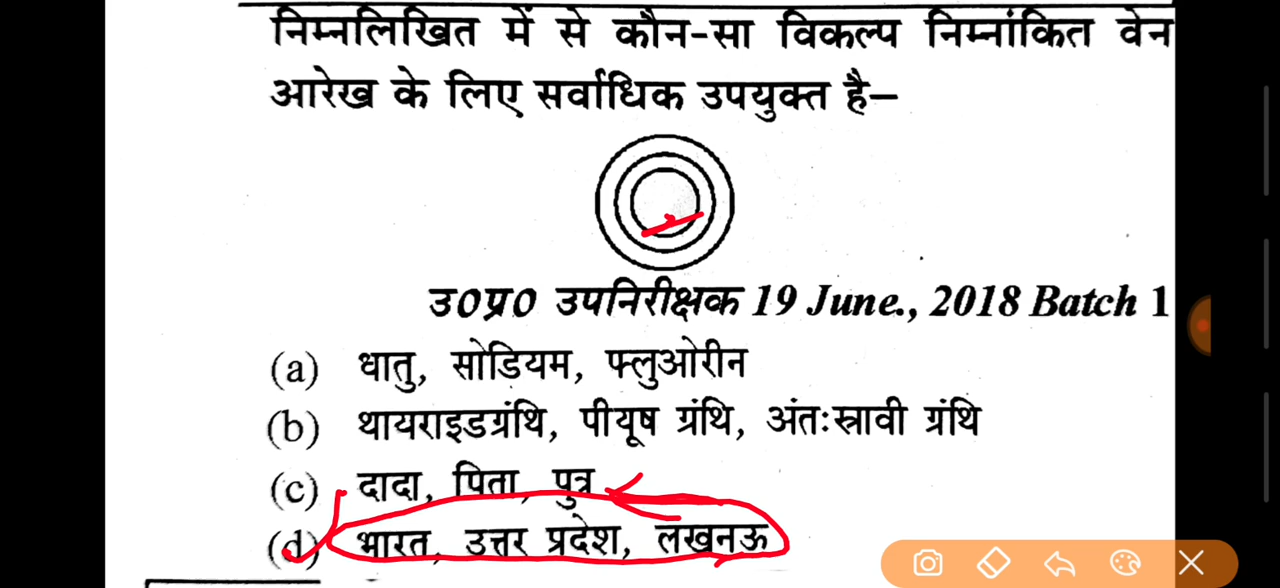 निम्नलिखित में से कौन-सा विकल्प निम्नांकित वेन
आरेख के लिए सर्वाधिक उपयुक्त है–
उ0प्र0 उपनिरीक्षक 19 June., 2018 Batch 1
(a) धातु, सोडियम, फ्लुओरीन
(b) थायराइडग्रंथि, पीयूष ग्रंथि, अंतःस्रावी ग्रंथि
(c) दादा, पिता, पुत्र
(d) भारत, उत्तर प्रदेश, लखनऊ